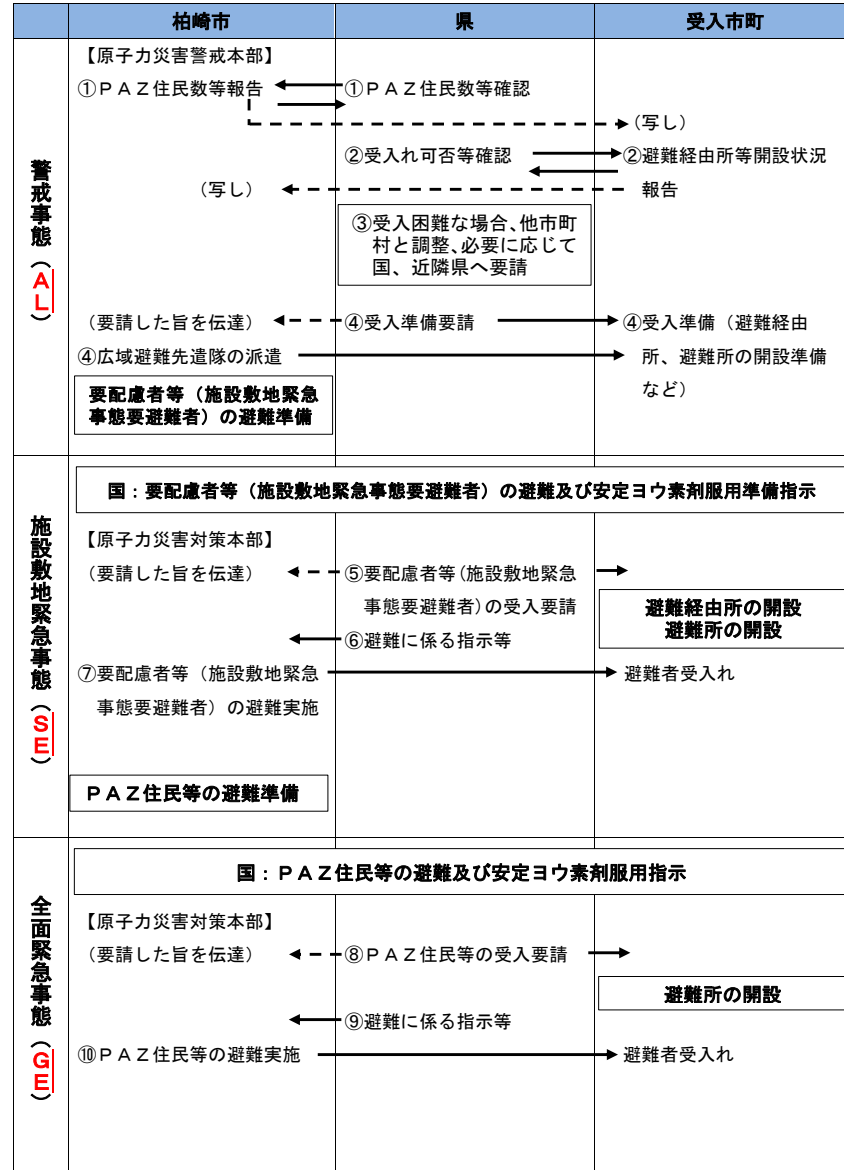 柏崎市 県 受入市町
警戒事態（ＡＬ）
【原子力災害警戒本部】
①ＰＡＺ住民数等報告 ①ＰＡＺ住民数等確認
（写し）
②受入れ可否等確認 ②避難経由所等開設状況
（写し） 報告
③受入困難な場合、他市町
村と調整、必要に応じて
国、近隣県へ要請
（要請した旨を伝達） ④受入準備要請 ④受入準備（避難経由
④広域避難先遣隊の派遣 所、避難所の開設準備
など）
要配慮者等（施設敷地緊急
事態要避難者）の避難準備
施設敷地緊急事態（ＳＥ）
国：要配慮者等（施設敷地緊急事態要避難者）の避難及び安定ヨウ素剤服用準備指示
【原子力災害対策本部】
（要請した旨を伝達） ⑤要配慮者等（施設敷地緊急
事態要避難者）の受入要請
避難経由所の開設
避難所の開設
⑥避難に係る指示等
⑦要配慮者等（施設敷地緊急 避難者受入れ
事態要避難者）の避難実施
ＰＡＺ住民等の避難準備
全面緊急事態（ＧＥ）
国：ＰＡＺ住民等の避難及び安定ヨウ素剤服用指示
【原子力災害対策本部】
（要請した旨を伝達） ⑧ＰＡＺ住民等の受入要請
避難所の開設
⑨避難に係る指示等
⑩ＰＡＺ住民等の避難実施 避難者受入れ